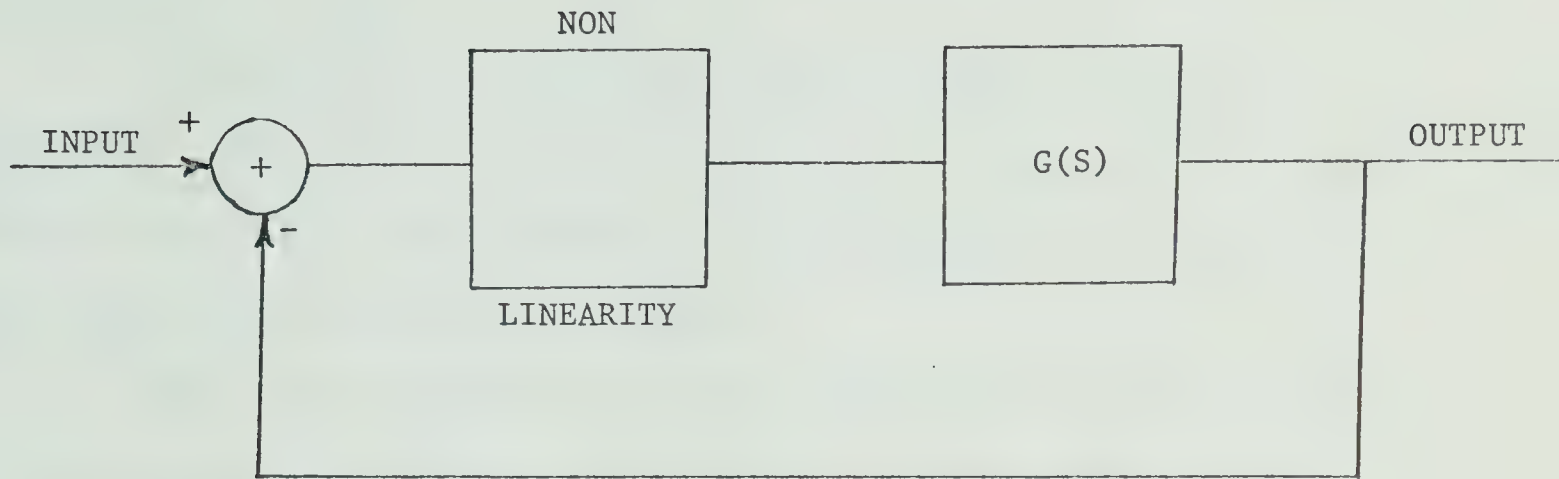 NON
INPUT
+
+
G(S)
OUTPUT
-
LINEARITY